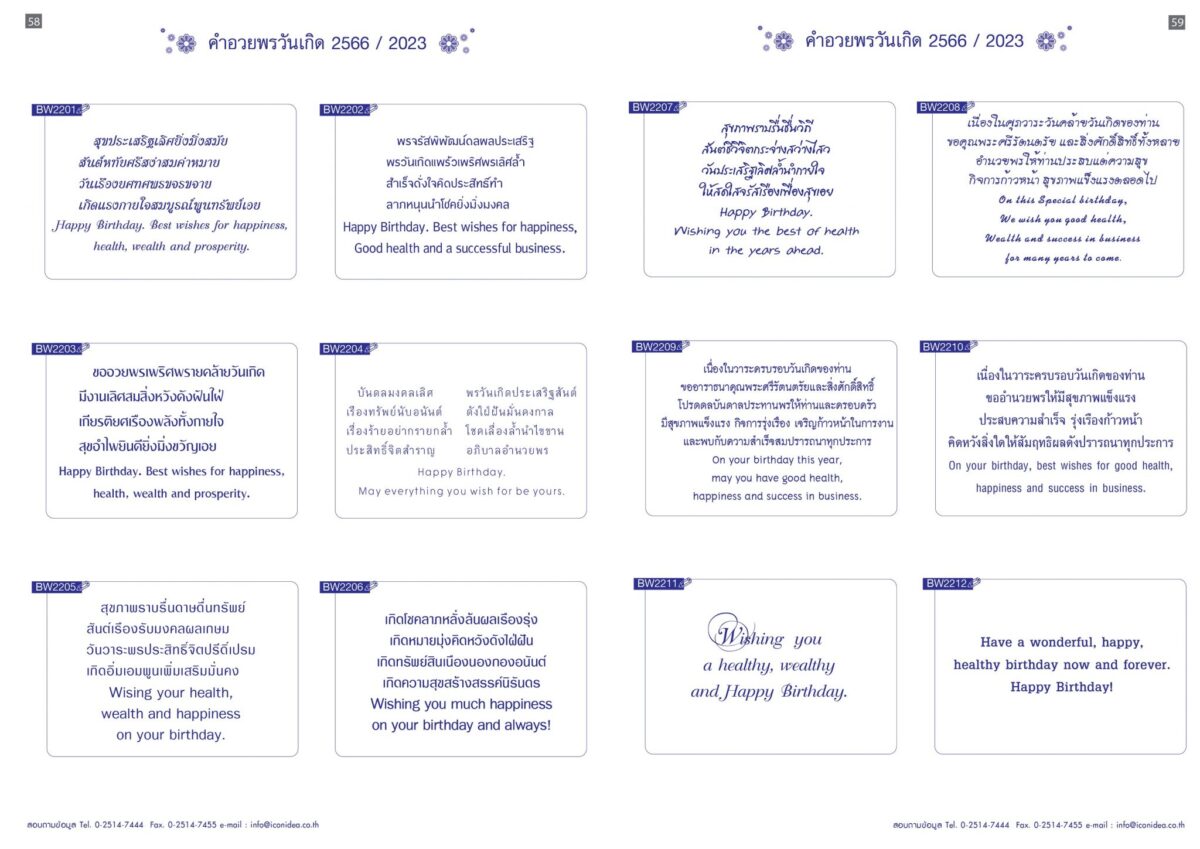 58
คำอวยพรวันเกิด 2566 / 2023
BW2201
สุขประเสริฐเลิศยิ่งมิ่งสมัย
สันต์หทัยศรีสง่าสมค่าหมาย
วันเรืองยศทศพรขจรขจาย
เกิดแรงกายใจสมบูรณ์พูนทรัพย์เอย
Happy Birthday. Best wishes for happiness,
health, wealth and prosperity.
BW2202
พรจรัสพิพัฒน์ดลพลประเสริฐ
พรวันเกิดแพร้วเพริศพรเลิศล้ำ
สำเร็จดั่งใจคิดประสิทธิ์ทำ
ลาภหนุนนำโชคยิ่งมิ่งมงคล
Happy Birthday. Best wishes for happiness,
Good health and a successful business.
BW2203
ขออวยพรเพริศพรายคล้ายวันเกิด
มีงานเลิศสมสิ่งหวังดังฝันใฝ่
เกียรติยศเรืองพลังทั้งกายใจ
สุขอำไพยินดียิ่งมิ่งขวัญเอย
Happy Birthday. Best wishes for happiness,
health, wealth and prosperity.
BW2204
บันดลมงคลเลิศ พรวันเกิดประเสริฐสันต์
เรืองทรัพย์นับอนันต์ ดังใฝ่ฝันมั่นคงกาล
เรื่องร้ายอย่ากรายกล้ำ โชคเลื่องล้ำนำไขขาน
ประสิทธิ์จิตสำราญ อภิบาลอำนวยพร
Happy Birthday.
May everything you wish for be yours.
BW2205
สุขภาพราบรื่นดาษดื่นทรัพย์
สันต์เรืองรับมงคลผลเกษม
วันวาระพรประสิทธิ์จิตปรีดิ์เปรม
เกิดอิ่มเอมพูนเพิ่มเสริมมั่นคง
Wising your health,
wealth and happiness
on your birthday.
BW2206
เกิดโชคลาภหลั่งล้นผลเรืองรุ่ง
เกิดหมายมุ่งคิดหวังดังใฝ่ฝัน
เกิดทรัพย์สินเนืองนองกองอนันต์
เกิดความสุขสร้างสรรค์นิรันดร
Wishing you much happiness
on your birthday and always!
สอบถามข้อมูล Tel. 0-2514-7444 Fax. 0-2514-7455 e-mail : info@iconidea.co.th
59
คำอวยพรวันเกิด 2566 / 2023
BW2207
สุขภาพราบรื่นชื่นวิถี
สันต์ชีวีจิตกระจ่างสว่างไสว
วันประเสริฐเลิศล้ำนำภายใจ
ให้สดใสจรัสเรืองเฟื่องสุขเอย
Happy Birthday.
Wishing you the best of health
in the years ahead.
BW2208
เนื่องในศุภวาระวันคล้ายวันเกิดของท่าน
ขอคุณพระศรีรัตนตรัย และสิ่งศักดิ์สิทธิ์ทั้งหลาย
อำนวยพรให้ท่านประสบแต่ความสุข
กิจการก้าวหน้า สุขภาพแข็งแรงตลอดไป
On this Special birthday,
We wish you good health,
Wealth and success in business
for many years to come.
BW2209
เนื่องในวาระครบรอบวันเกิดของท่าน
ขออาราธนาคุณพระศรีรัตนตรัยและสิ่งศักดิ์สิทธิ์
โปรดดลบันดาลประทานพรให้ท่านและครอบครัว
มีสุขภาพแข็งแรง กิจการรุ่งเรือง เจริญก้าวหน้าในการงาน
และพบกับความสำเร็จสมปรารถนาทุกประการ
On your birthday this year,
may you have good health,
happiness and success in business.
BW2210
เนื่องในวาระครบรอบวันเกิดของท่าน
ขออำนวยพรให้มีสุขภาพแข็งแรง
ประสบความสำเร็จ รุ่งเรืองก้าวหน้า
คิดหวังสิ่งใดให้สัมฤทธิผลดังปรารถนาทุกประการ
On your birthday, best wishes for good health,
happiness and success in business.
BW2211
Wishing you
a healthy, wealthy
and Happy Birthday.
BW2212
Have a wonderful, happy,
healthy birthday now and forever.
Happy Birthday!
สอบถามข้อมูล Tel. 0-2514-7444 Fax. 0-2514-7455 e-mail : info@iconidea.co.th